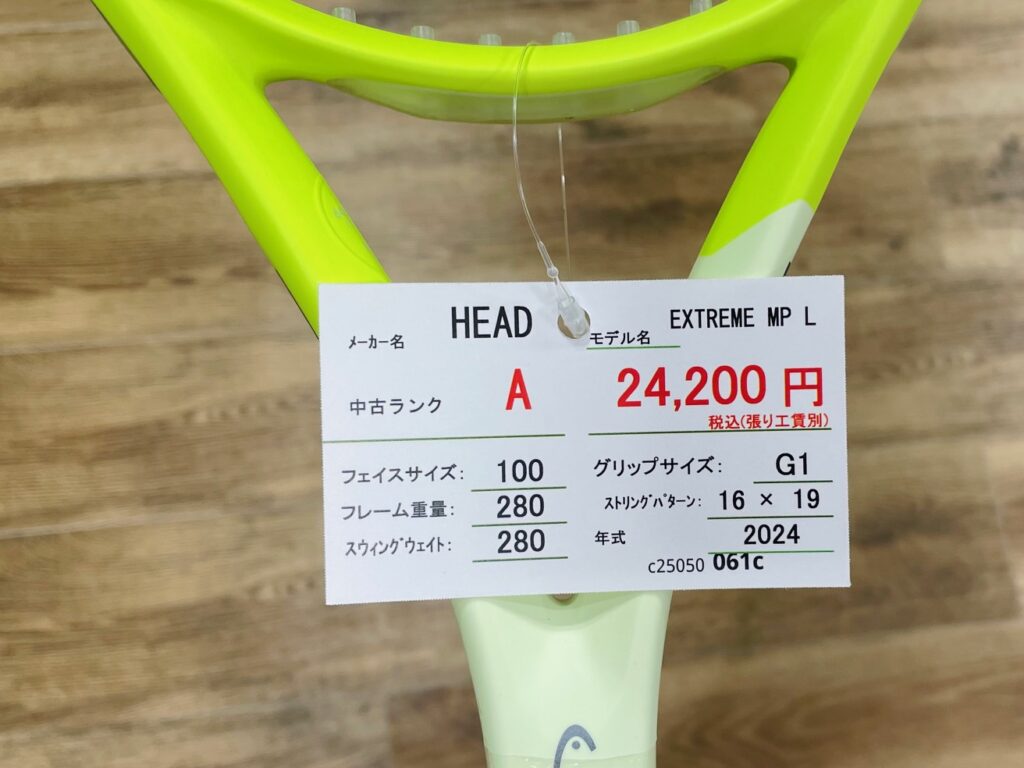 メーカー名 HEAD
モデル名 EXTREME MP L
中古ランク A
24,200 円
税込(張り工賃別)
フェイスサイズ: 100
グリップサイズ: G1
フレーム重量: 280
ストリングパターン: 16 × 19
スウィングウェイト: 280
年式 2024
c25050 061c